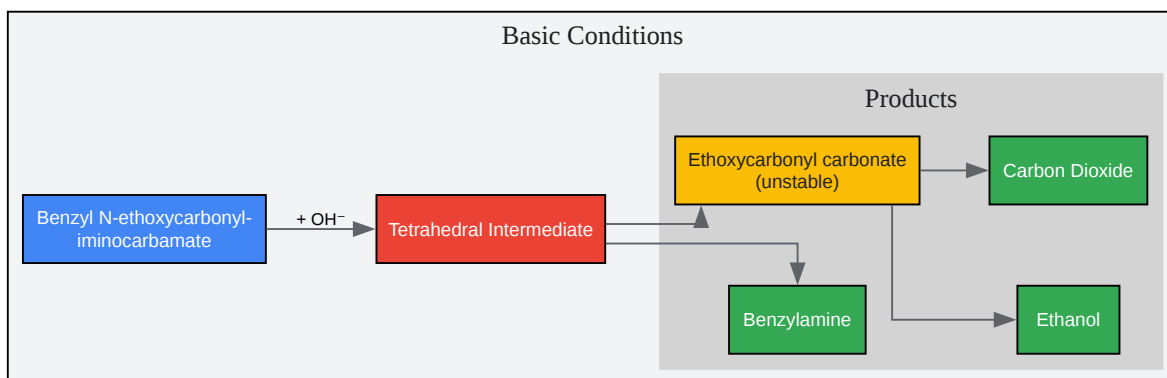 Basic Conditions
Products
Ethoxycarbonyl carbonate
(unstable)
Carbon Dioxide
Benzyl N-ethoxycarbonyl-
iminocarbamate
+ OH⁻
Tetrahedral Intermediate
Benzylamine
Ethanol